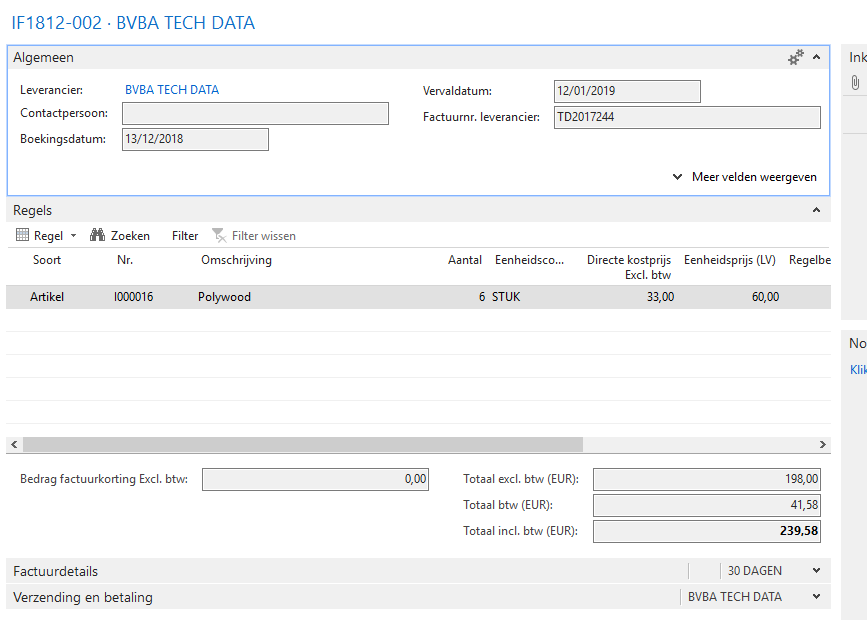 IF1812-002 · BVBA TECH DATA
Algemeen
Ink
Leverancier: BVBA TECH DATA
Vervaldatum: 12/01/2019
Contactpersoon:
Factuurnr. leverancier: TD2017244
Boekingsdatum: 13/12/2018
Meer velden weergeven
Regels
Regel Zoeken Filter Filter wissen
Soort Nr. Omschrijving Aantal Eenheidsco... Directe kostprijs Excl. btw Eenheidsprijs (LV) Regelbe
Artikel I000016 Polywood 6 STUK 33,00 60,00
No
Klik
Bedrag factuurkorting Excl. btw: 0,00
Totaal excl. btw (EUR): 198,00
Totaal btw (EUR): 41,58
Totaal incl. btw (EUR): 239,58
Factuurdetails 30 DAGEN
Verzending en betaling BVBA TECH DATA